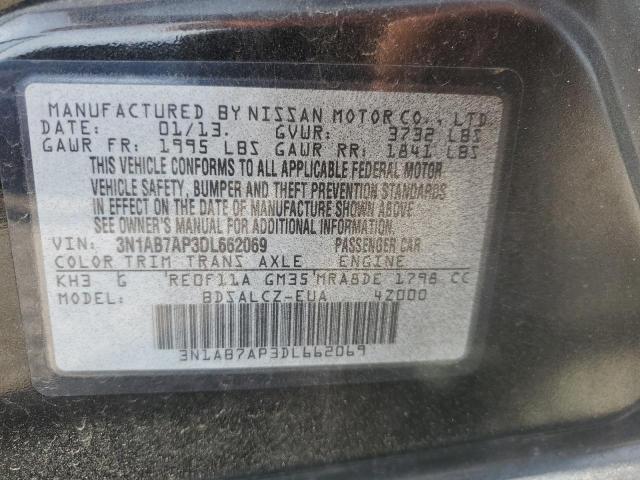 MANUFACTURED BY NISSAN MOTOR CO., LTD
DATE: 01/13. GVWR: 3732 LBS
GAWR FR: 1995 LBS GAWR RR: 1841 LBS
THIS VEHICLE CONFORMS TO ALL APPLICABLE FEDERAL MOTOR
VEHICLE SAFETY, BUMPER AND THEFT PREVENTION STANDARDS
IN EFFECT ON THE DATE OF MANUFACTURE SHOWN ABOVE
SEE OWNER'S MANUAL FOR ADDITIONAL INFORMATION.
VIN: 3N1AB7AP3DL662069 PASSENGER CAR
COLOR TRIM TRANS AXLE ENGINE
KH3 G RE0F11A GM35 MRA8DE 1798 CC
MODEL: BDSALCZ-EUA 4Z000
3N1AB7AP3DL662069